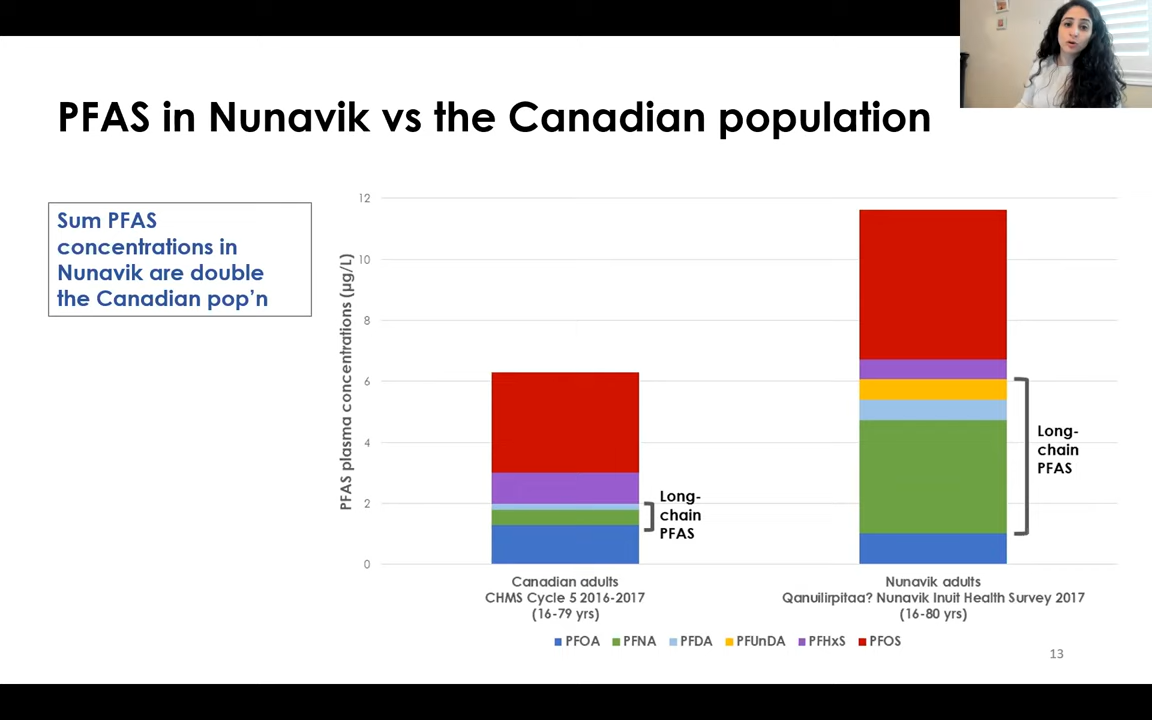 PFAS in Nunavik vs the Canadian population
Sum PFAS
concentrations in
Nunavik are double
the Canadian pop’n
PFAS plasma concentrations (µg/L)
12
10
8
6
4
2
0
Long-
chain
PFAS
Long-
chain
PFAS
Canadian adults
CHMS Cycle 5 2016-2017
(16-79 yrs)
Nunavik adults
Qanuilirpitaa? Nunavik Inuit Health Survey 2017
(16-80 yrs)
PFOA PFNA PFDA PFUnDA PFHxS PFOS
13